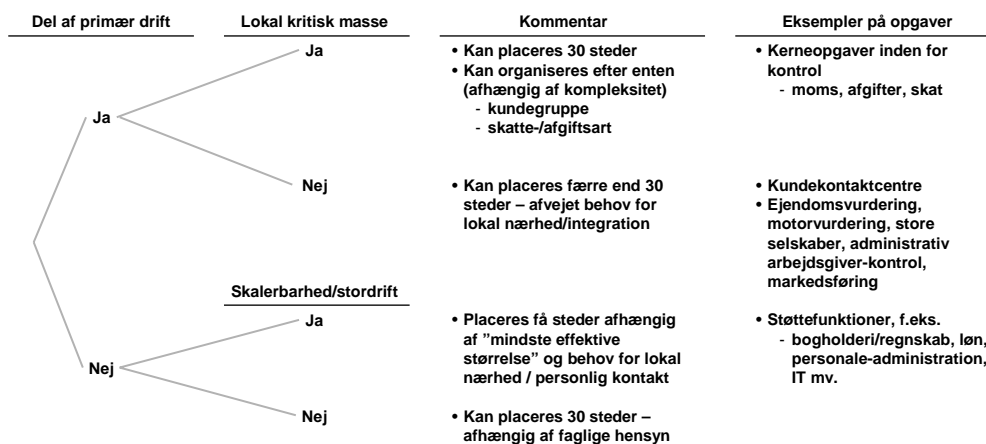 Del af primær drift
Lokal kritisk masse
Kommentar
Eksempler på opgaver
Ja
Ja
• Kan placeres 30 steder
• Kan organiseres efter enten
(afhængig af kompleksitet)
- kundegruppe
- skatte-/afgiftsart
• Kerneopgaver inden for
kontrol
- moms, afgifter, skat
Nej
• Kan placeres færre end 30
steder – afvejet behov for
lokal nærhed/integration
• Kundekontaktcentre
• Ejendomsvurdering,
motorvurdering, store
selskaber, administrativ
arbejdsgiver-kontrol,
markedsføring
Nej
Skalerbarhed/stordrift
Ja
• Placeres få steder afhængig
af ”mindste effektive
størrelse” og behov for lokal
nærhed / personlig kontakt
• Støttefunktioner, f.eks.
- bogholderi/regnskab, løn,
personale-administration,
IT mv.
Nej
• Kan placeres 30 steder –
afhængig af faglige hensyn